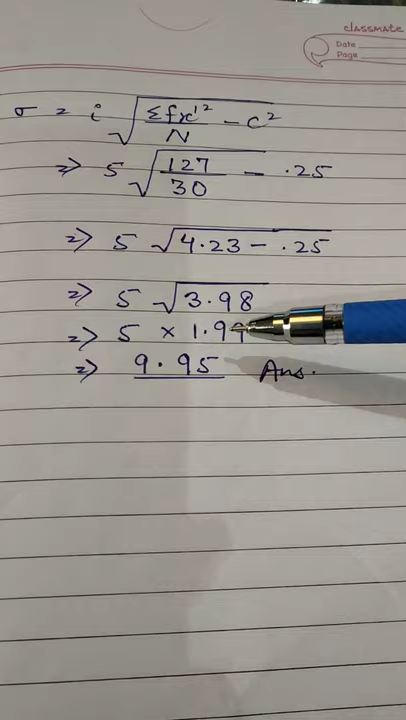 classmate
Date
Page
σ = i √(Σfx'² / N - c²)
=> 5 √(127 / 30 - .25)
=> 5 √(4.23 - .25)
=> 5 √3.98
=> 5 × 1.99
=> 9.95 Ans.